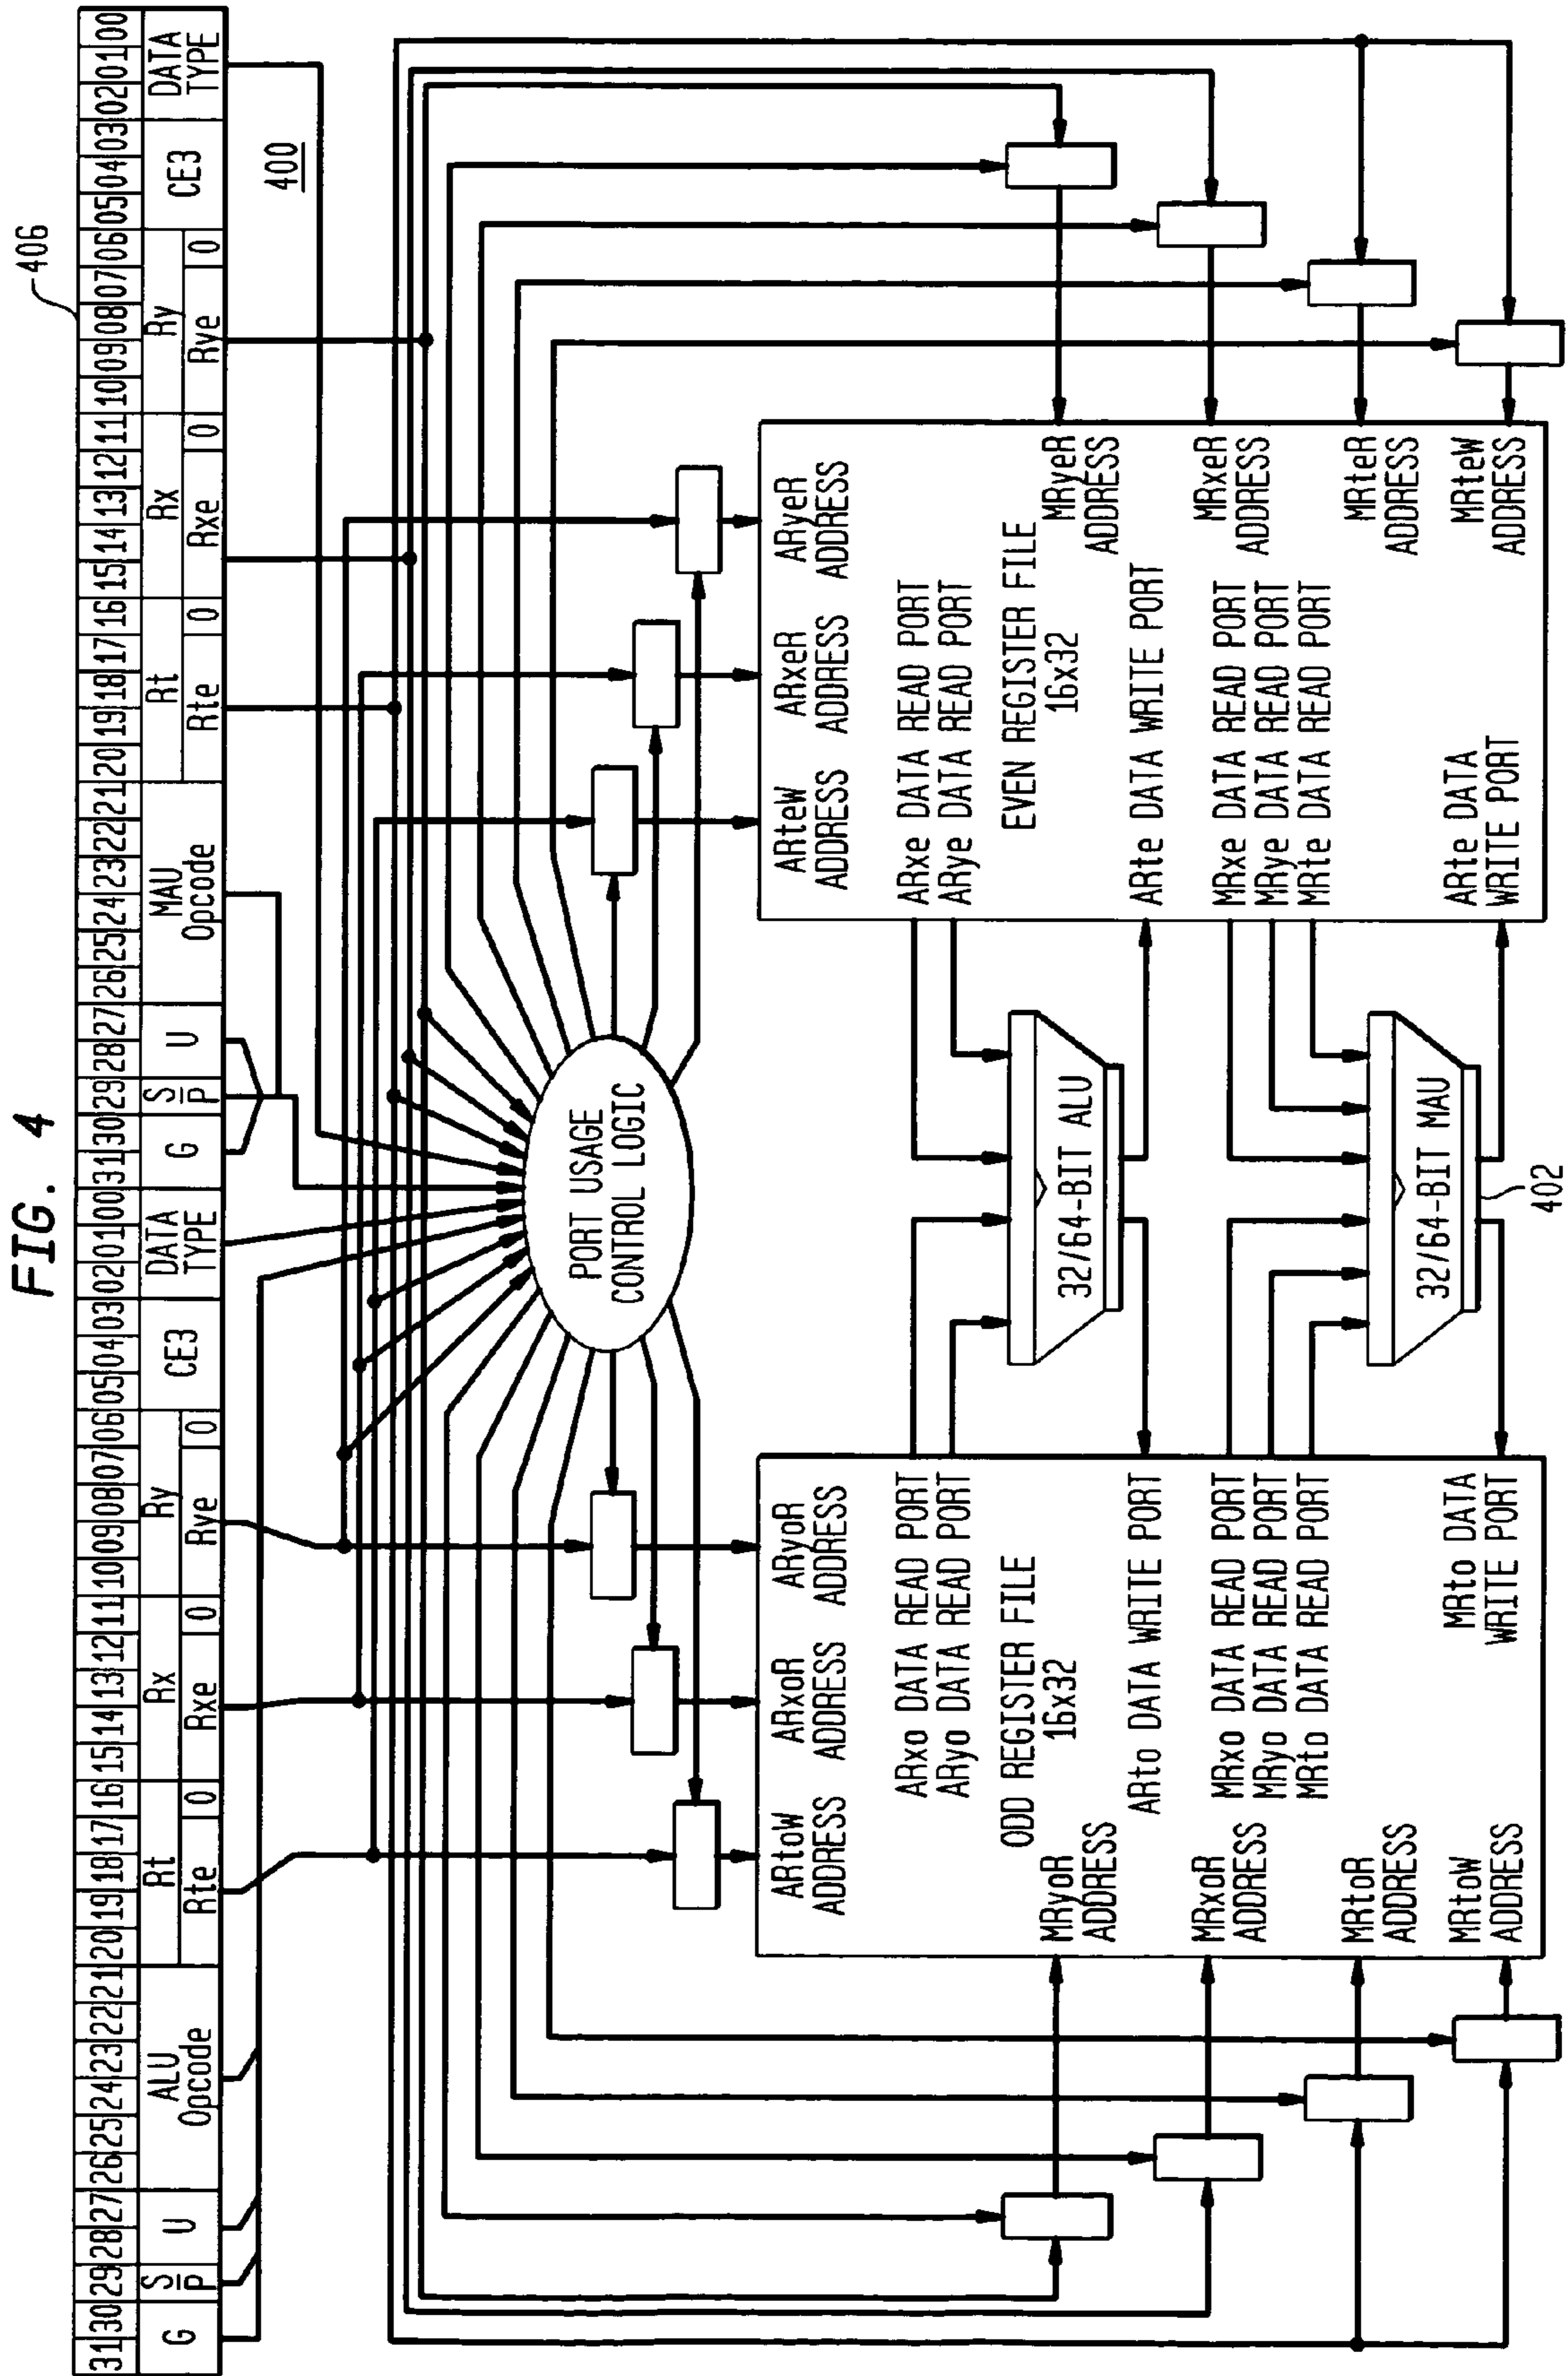 FIG. 4
406
31 30 29 28 27 26 25 24 23 22 21 20 19 18 17 16 15 14 13 12 11 10 09 08 07 06 05 04 03 02 01 00 31 30 29 28 27 26 25 24 23 22 21 20 19 18 17 16 15 14 13 12 11 10 09 08 07 06 05 04 03 02 01 00
G S/P U ALU Opcode Rt Rx Ry CE3 DATA TYPE G S/P U MAU Opcode Rt Rx Ry CE3 DATA TYPE
Rte 0 Rxe 0 Rye 0 Rte 0 Rxe 0 Rye 0
400
PORT USAGE
CONTROL LOGIC
ARtoW
ADDRESS
ARxoR
ADDRESS
ARyoR
ADDRESS
ARxo DATA READ PORT
ARyo DATA READ PORT
ODD REGISTER FILE
16x32
MRyoR
ADDRESS
ARto DATA WRITE PORT
MRxoR
ADDRESS
MRxo DATA READ PORT
MRyo DATA READ PORT
MRto DATA READ PORT
MRtoR
ADDRESS
MRtoW
ADDRESS
MRto DATA
WRITE PORT
32/64-BIT ALU
32/64-BIT MAU
402
ARteW
ADDRESS
ARxeR
ADDRESS
ARyeR
ADDRESS
ARxe DATA READ PORT
ARye DATA READ PORT
EVEN REGISTER FILE
16x32
MRyeR
ADDRESS
ARte DATA WRITE PORT
MRxeR
ADDRESS
MRxe DATA READ PORT
MRye DATA READ PORT
MRte DATA READ PORT
MRteR
ADDRESS
ARte DATA
WRITE PORT
MRteW
ADDRESS